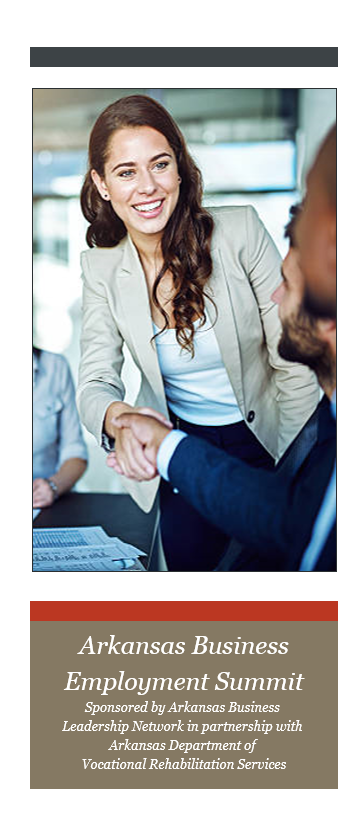 Arkansas Business
Employment Summit
Sponsored by Arkansas Business
Leadership Network in partnership with
Arkansas Department of
Vocational Rehabilitation Services